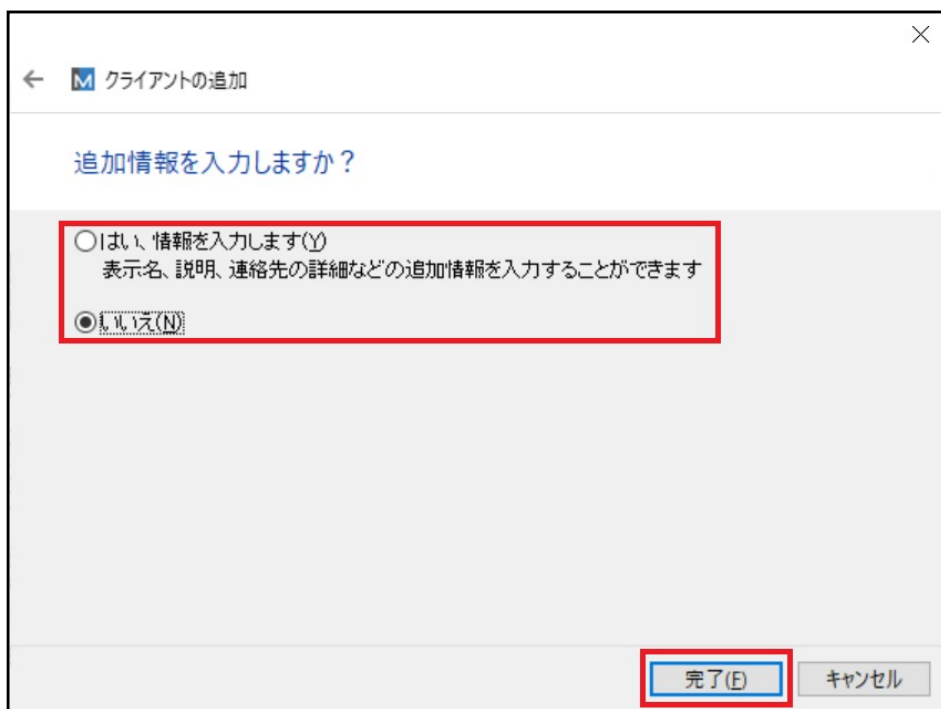 クライアントの追加
追加情報を入力しますか？
はい、情報を入力します(Y)
表示名、説明、連絡先の詳細などの追加情報を入力することができます
いいえ(N)
完了(F)
キャンセル